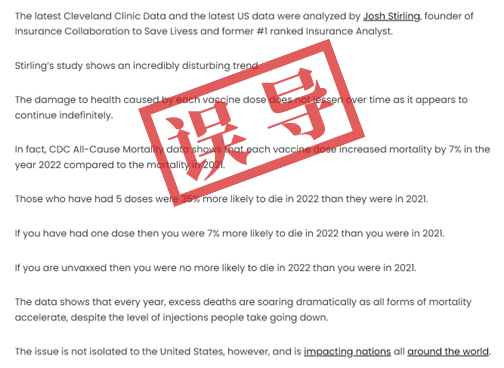 The latest Cleveland Clinic Data and the latest US data were analyzed by Josh Stirling, founder of
Insurance Collaboration to Save Livess and former #1 ranked Insurance Analyst.
Stirling's study shows an incredibly disturbing trend.
The damage to health caused by each vaccine dose does not lessen over time as it appears to
continue indefinitely.
In fact, CDC All-Cause Mortality data shows that each vaccine dose increased mortality by 7% in the
year 2022 compared to the mortality in 2021.
Those who have had 5 doses were 35% more likely to die in 2022 than they were in 2021.
If you have had one dose then you were 7% more likely to die in 2022 than you were in 2021.
If you are unvaxxed then you were no more likely to die in 2022 than you were in 2021.
The data shows that every year, excess deaths are soaring dramatically as all forms of mortality
accelerate, despite the level of injections people take going down.
The issue is not isolated to the United States, however, and is impacting nations all around the world.
误导